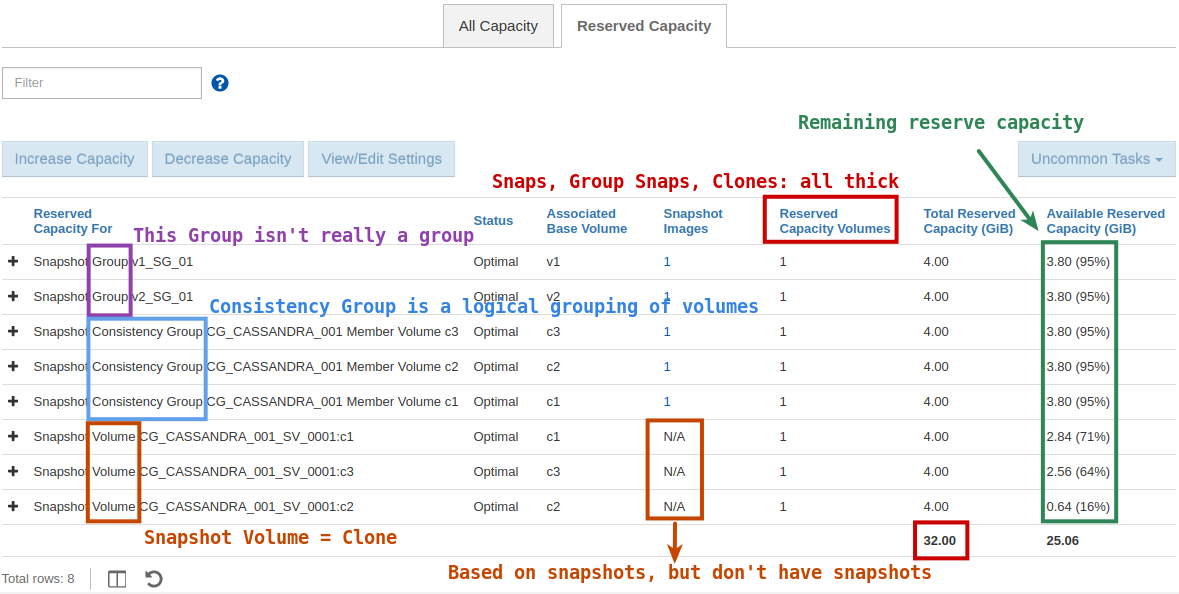 All Capacity Reserved Capacity
Filter
?
Remaining reserve capacity
Increase Capacity Decrease Capacity View/Edit Settings Uncommon Tasks
Snaps, Group Snaps, Clones: all thick
Reserved Capacity For Status Associated Base Volume Snapshot Images Reserved Capacity Volumes Total Reserved Capacity (GiB) Available Reserved Capacity (GiB)
This Group isn't really a group
Snapshot Group v1_SG_01 Optimal v1 1 1 4.00 3.80 (95%)
Snapshot Group v2_SG_01 Optimal v2 1 1 4.00 3.80 (95%)
Consistency Group is a logical grouping of volumes
Snapshot Consistency Group CG_CASSANDRA_001 Member Volume c3 Optimal c3 1 1 4.00 3.80 (95%)
Snapshot Consistency Group CG_CASSANDRA_001 Member Volume c2 Optimal c2 1 1 4.00 3.80 (95%)
Snapshot Consistency Group CG_CASSANDRA_001 Member Volume c1 Optimal c1 1 1 4.00 3.80 (95%)
Snapshot Volume CG_CASSANDRA_001_SV_0001:c1 Optimal c1 N/A 1 4.00 2.84 (71%)
Snapshot Volume CG_CASSANDRA_001_SV_0001:c3 Optimal c3 N/A 1 4.00 2.56 (64%)
Snapshot Volume CG_CASSANDRA_001_SV_0001:c2 Optimal c2 N/A 1 4.00 0.64 (16%)
Snapshot Volume = Clone
32.00 25.06
Based on snapshots, but don't have snapshots
Total rows: 8